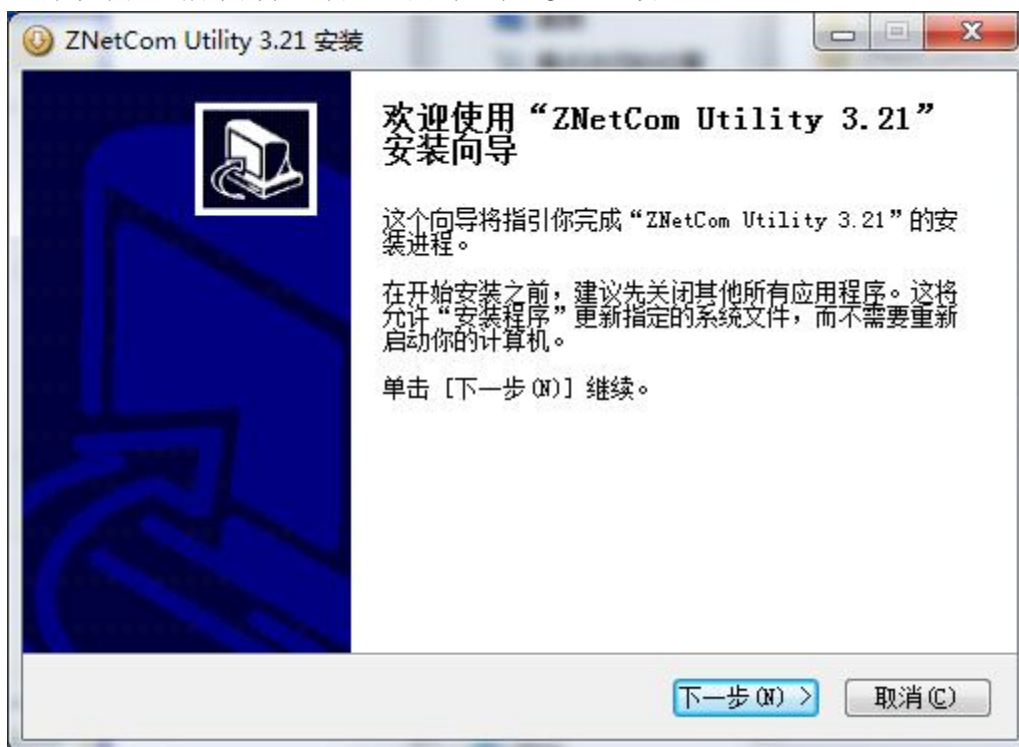 ZNetCom Utility 3.21 安装
欢迎使用“ZNetCom Utility 3.21”
安装向导
这个向导将指引你完成“ZNetCom Utility 3.21”的安
装进程。
在开始安装之前，建议先关闭其他所有应用程序。这将
允许“安装程序”更新指定的系统文件，而不需要重新
启动你的计算机。
单击 [下一步(N)] 继续。
下一步(N) >
取消(C)